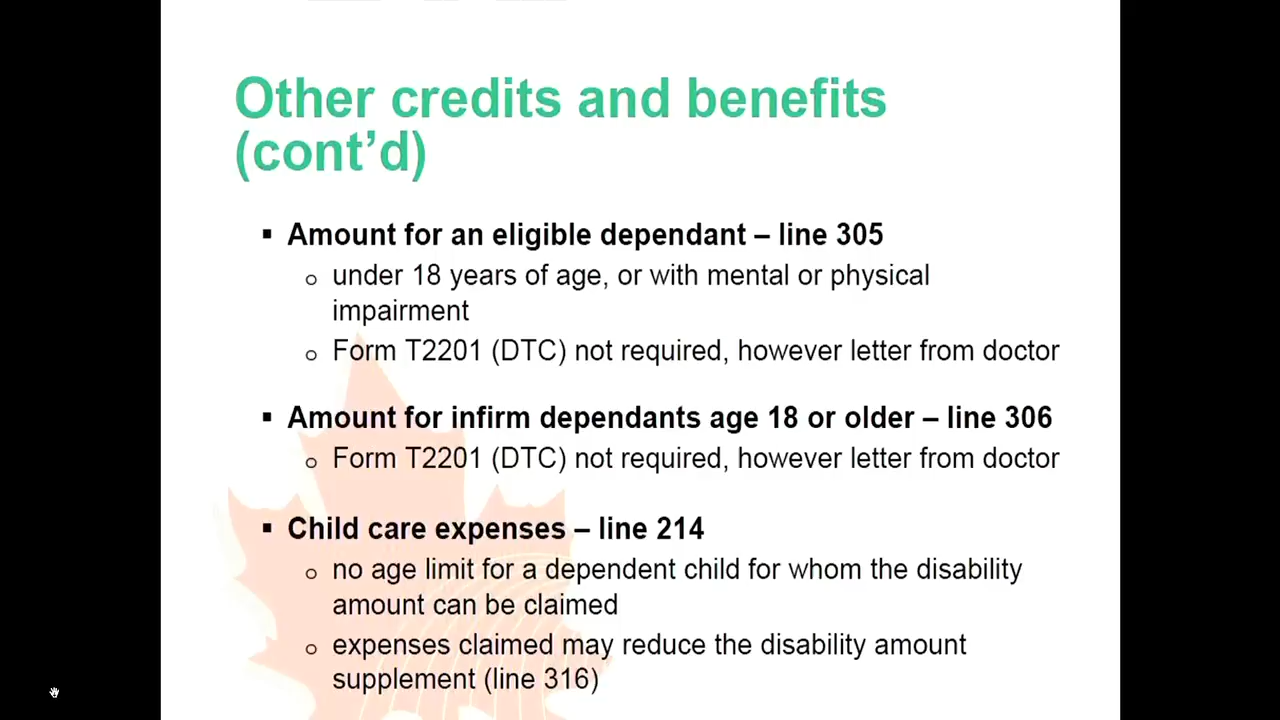 Other credits and benefits
(cont’d)
▪ Amount for an eligible dependant – line 305
o under 18 years of age, or with mental or physical
impairment
o Form T2201 (DTC) not required, however letter from doctor
▪ Amount for infirm dependants age 18 or older – line 306
o Form T2201 (DTC) not required, however letter from doctor
▪ Child care expenses – line 214
o no age limit for a dependent child for whom the disability
amount can be claimed
o expenses claimed may reduce the disability amount
supplement (line 316)